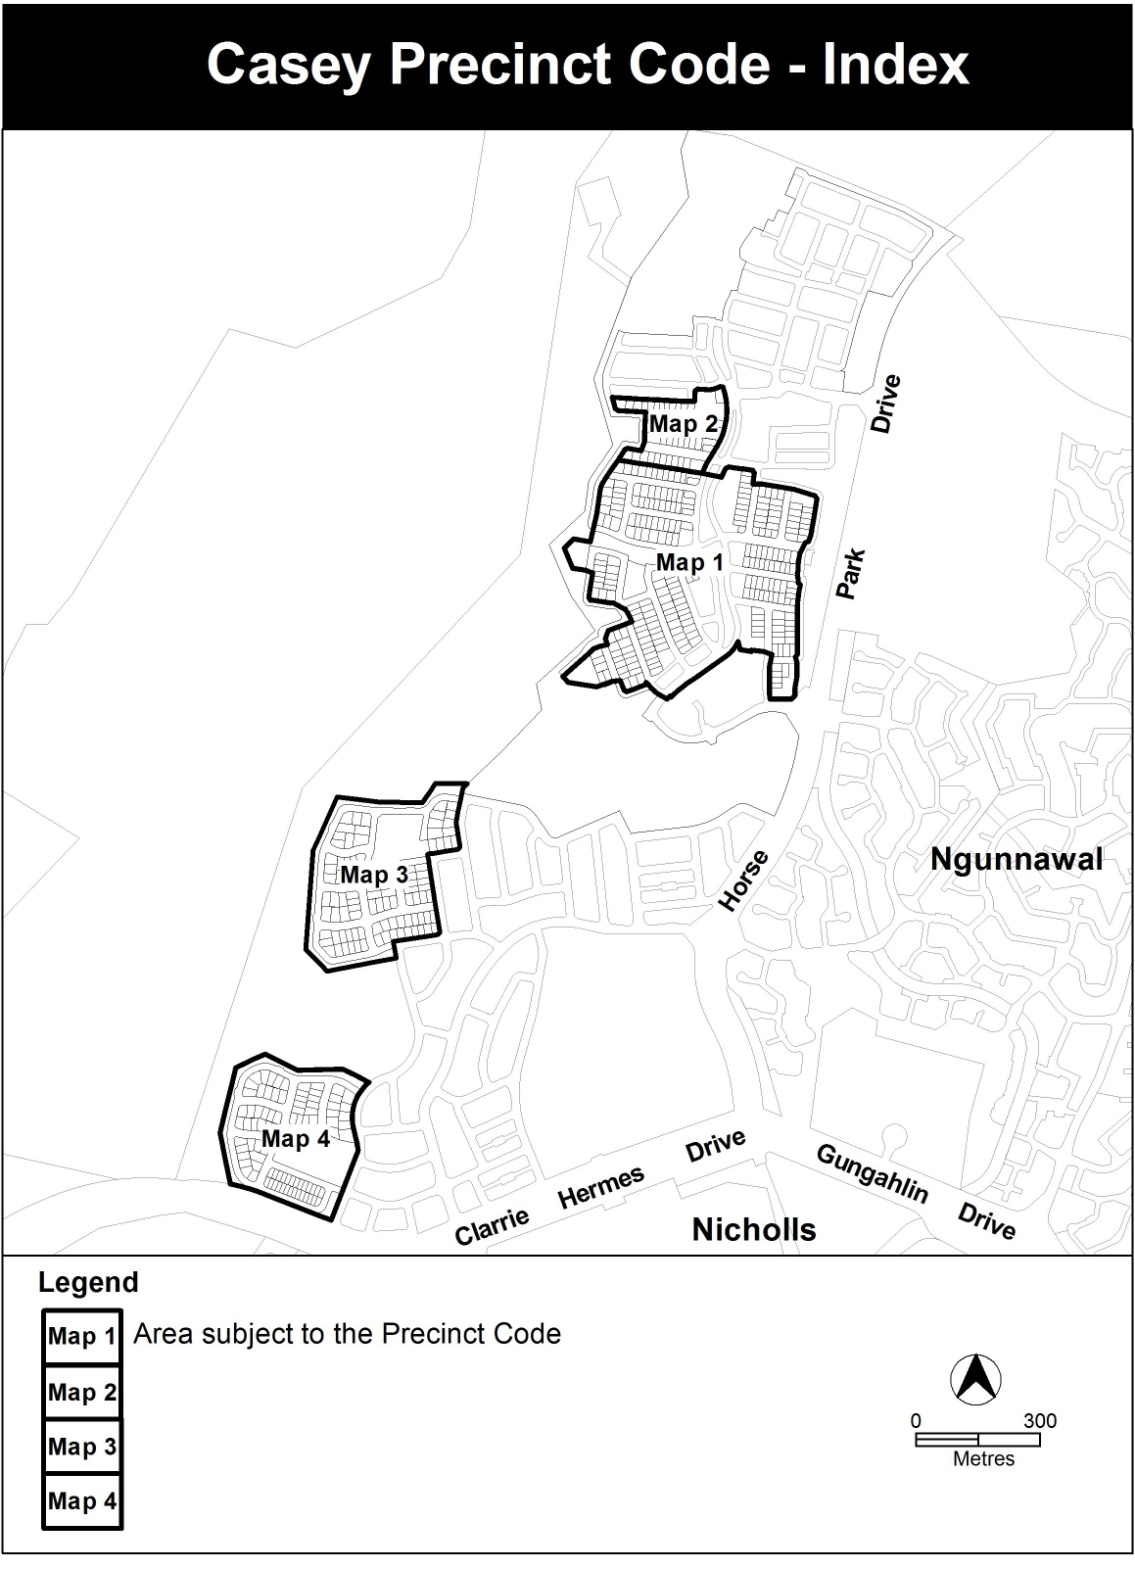 Casey Precinct Code - Index
Map 2
Drive
Map 1
Park
Map 3
Horse
Ngunnawal
Map 4
Clarrie Hermes Drive
Gungahlin Drive
Nicholls
Legend
Map 1 Area subject to the Precinct Code
Map 2
Map 3
Map 4
0 300
Metres